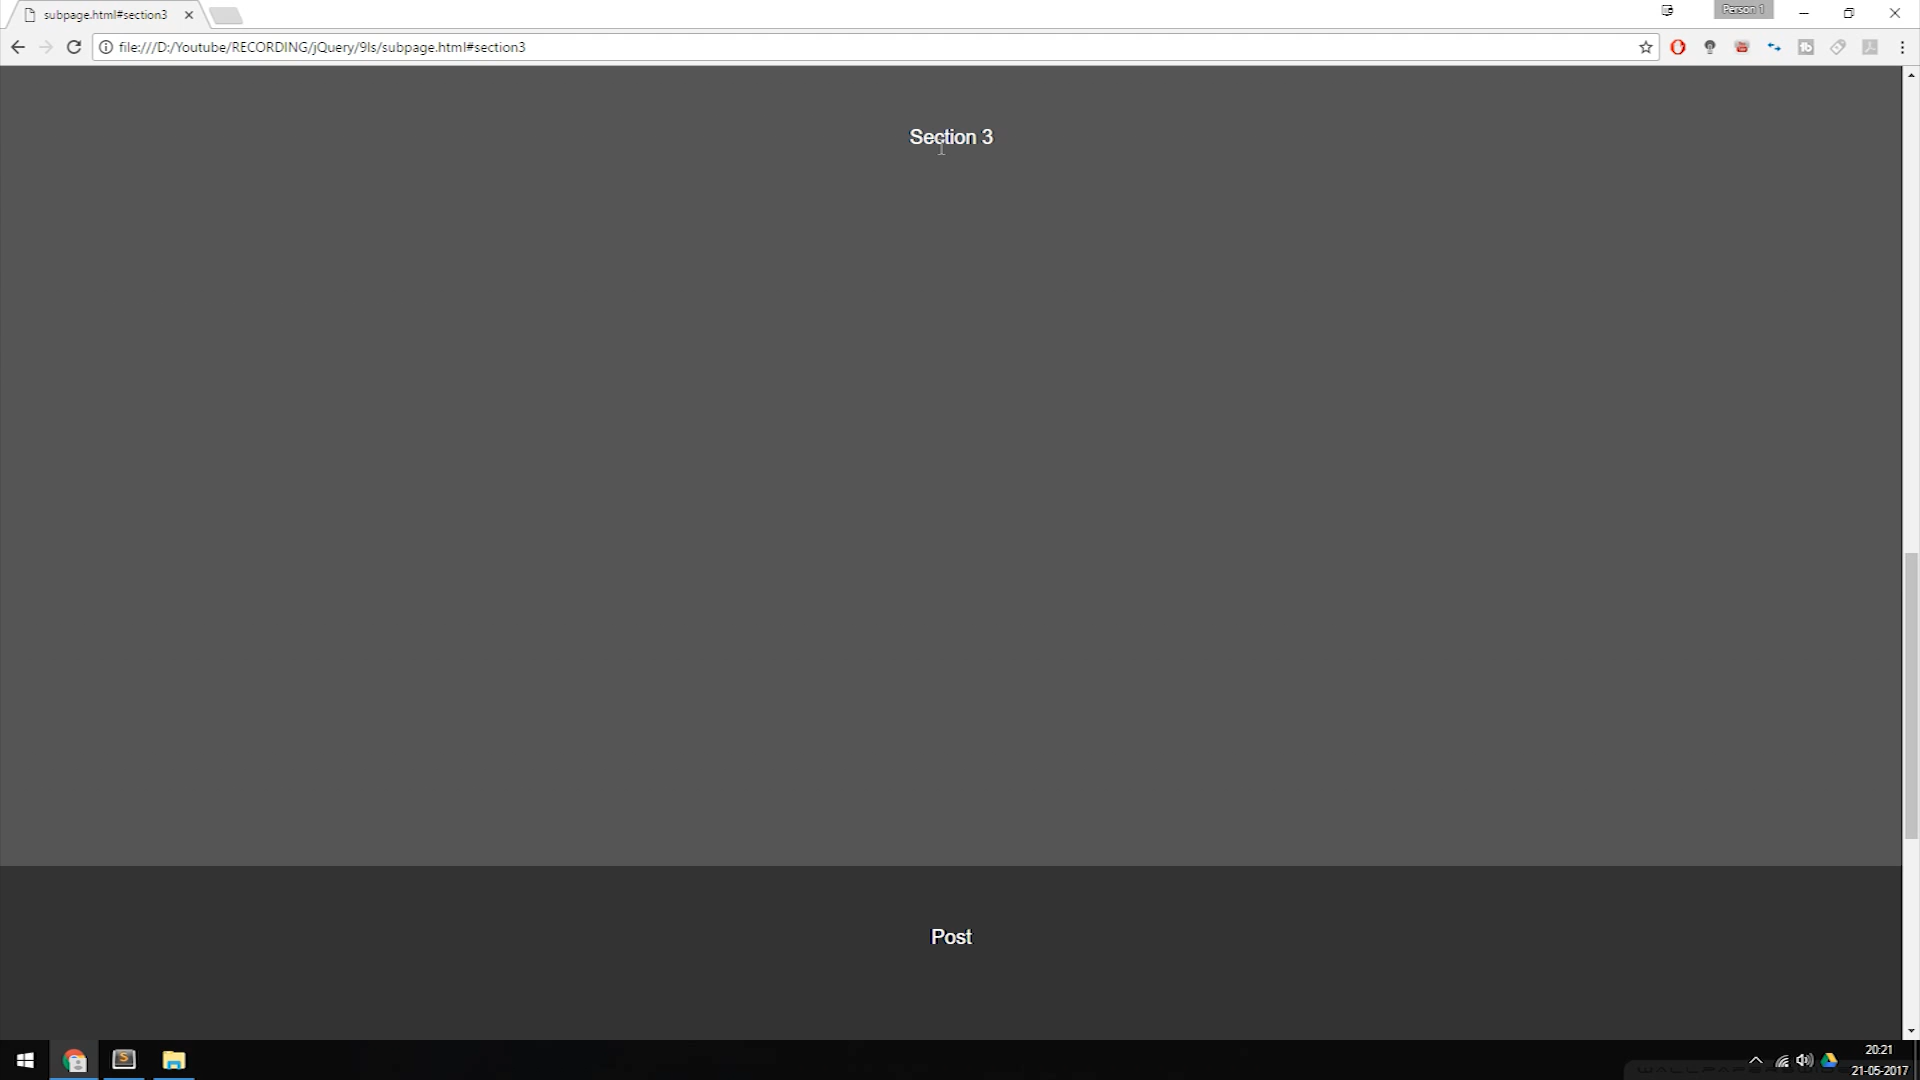 subpage.html#section3
Person 1
file:///D:/Youtube/RECORDING/jQuery/9ls/subpage.html#section3
Section 3
Post
20:21
21-05-2017